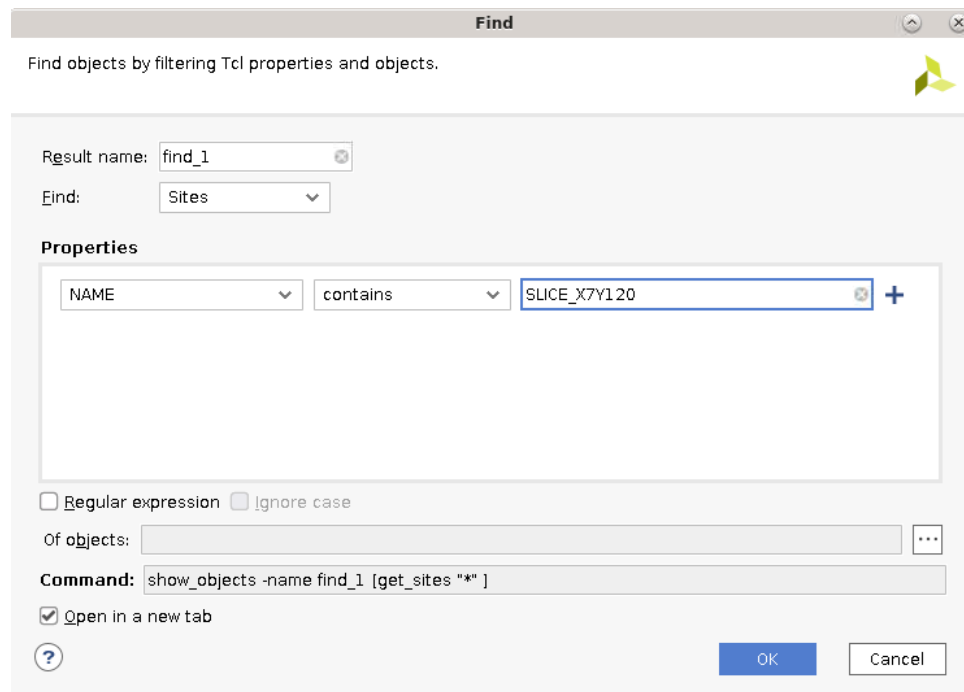 Find
Find objects by filtering Tcl properties and objects.
Result name: find_1
Find: Sites
Properties
NAME contains SLICE_X7Y120 +
Regular expression Ignore case
Of objects: ...
Command: show_objects -name find_1 [get_sites "*" ]
Open in a new tab
? OK Cancel